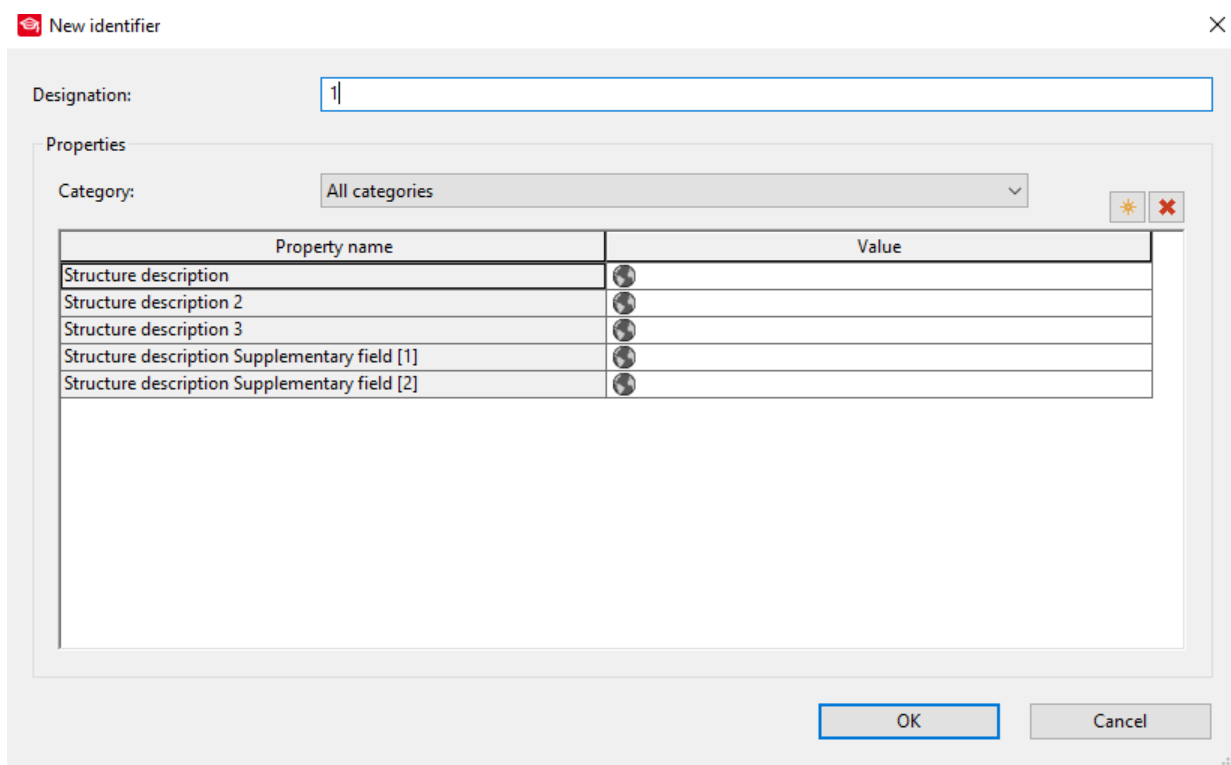 New identifier
Designation: 1
Properties
Category: All categories
Property name Value
Structure description
Structure description 2
Structure description 3
Structure description Supplementary field [1]
Structure description Supplementary field [2]
OK Cancel